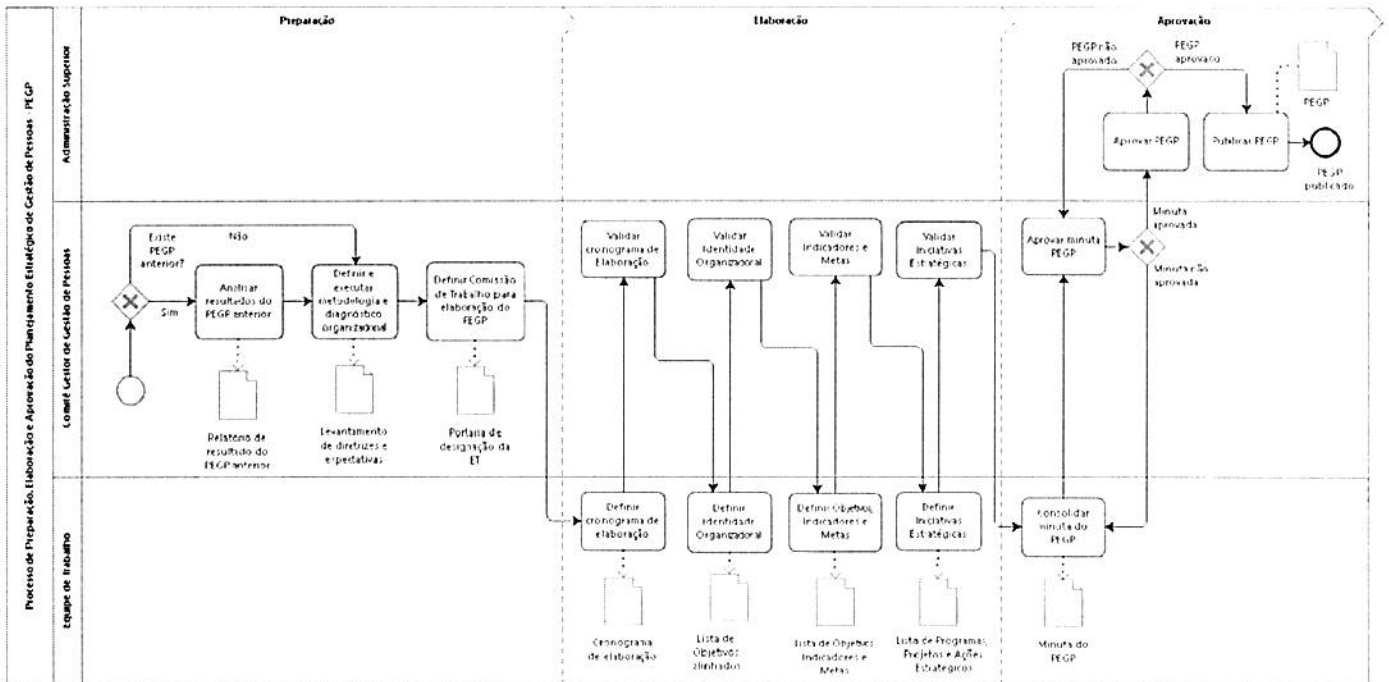 Processo de Preparação, Elaboração e Aprovação do Planejamento Estratégico de Gestão de Pessoas - PEGP
Preparação
Elaboração
Aprovação
Administração Superior
PEGP não
aprovado
PEGP
aprovado
PEGP
Aprovar PEGP
Publicar PEGP
PEGP
publicado
Comitê Gestor de Gestão de Pessoas
Existe
PEGP
anterior?
Não
Sim
Analisar
resultados do
PEGP anterior
Definir e
executar
metodologia e
diagnóstico
organizacional
Definir Comissão
de Trabalho para
elaboração do
PEGP
Relatório de
resultado do
PEGP anterior
Levantamento
de diretrizes e
expectativas
Portaria de
designação da
ET
Validar
cronograma de
Elaboração
Validar
Identidade
Organizacional
Validar
Indicadores e
Metas
Validar
Iniciativas
Estratégicas
Aprovar minuta
PEGP
Minuta
aprovada
Minuta não
aprovada
Equipe de Trabalho
Definir
cronograma de
elaboração
Definir
Identidade
Organizacional
Definir Objetivos,
Indicadores e
Metas
Definir
Iniciativas
Estratégicas
Consolidar
minuta do
PEGP
Cronograma
de elaboração
Lista de
Objetivos
alinhados
Lista de Objetivos
Indicadores e
Metas
Lista de Programas,
Projetos e Ações
Estratégicos
Minuta do
PEGP